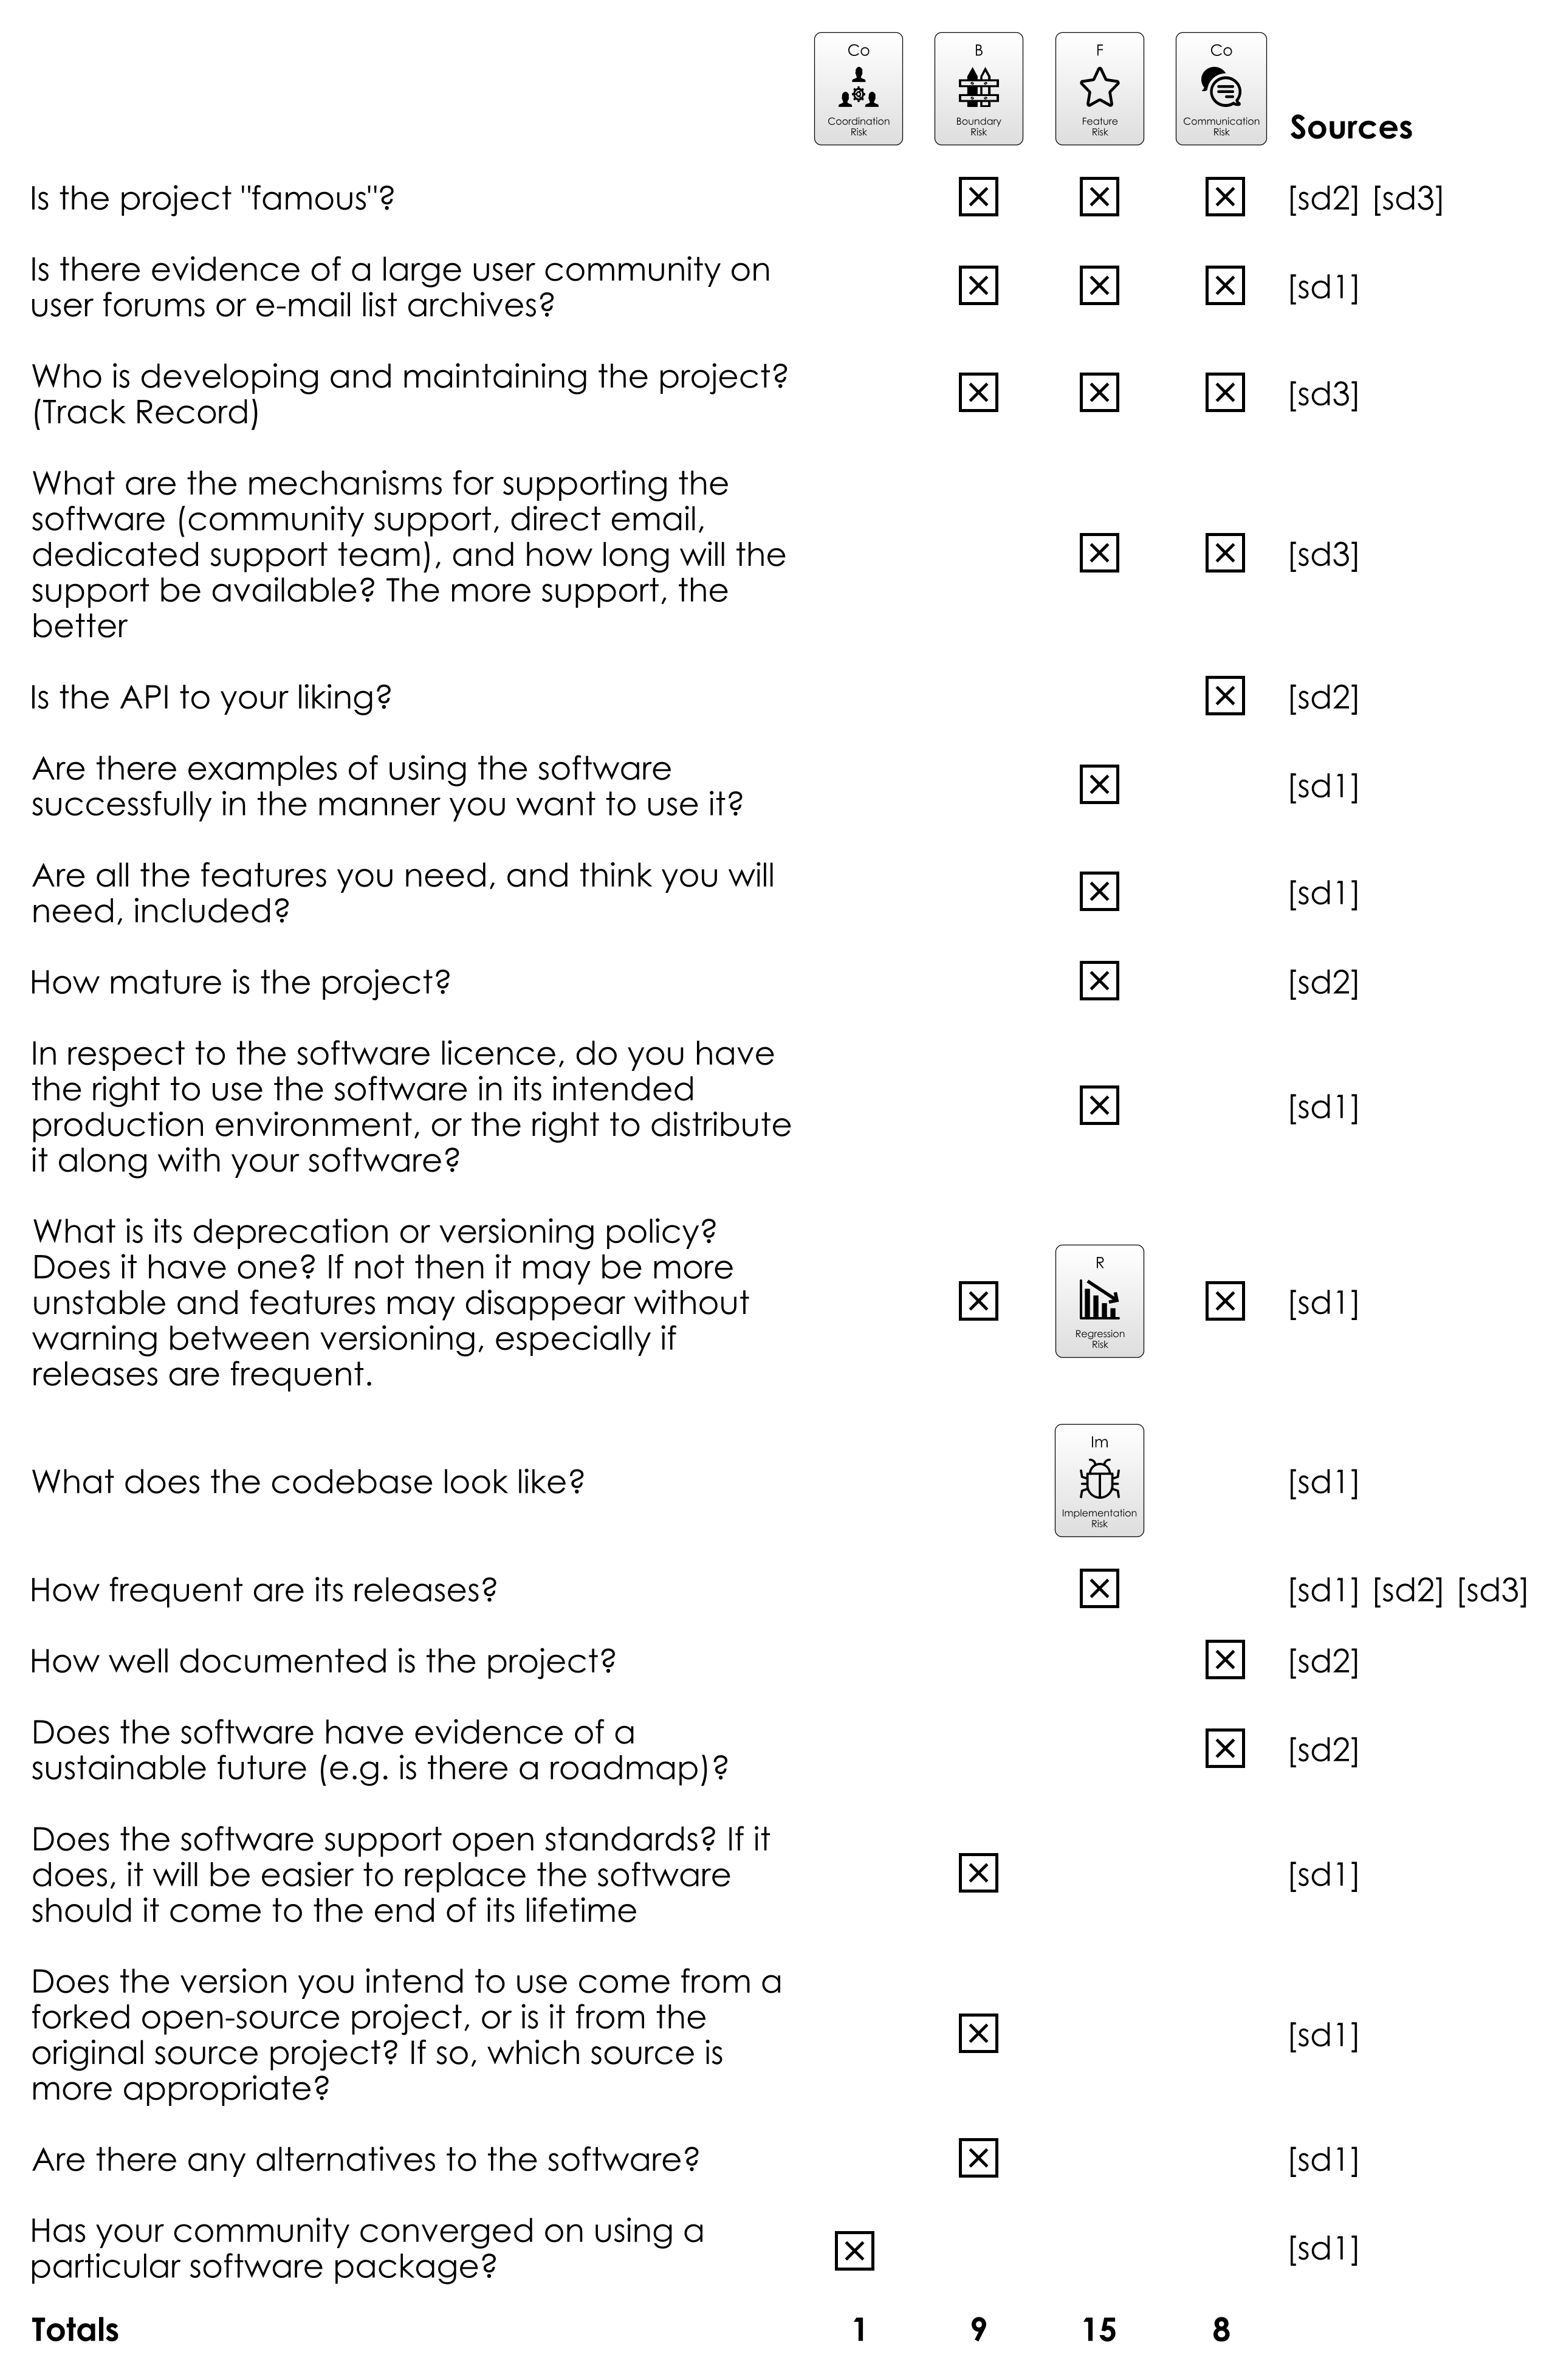 Co
Coordination
Risk
B
Boundary
Risk
F
Feature
Risk
Co
Communication
Risk
Sources
Is the project "famous"?
[sd2] [sd3]
Is there evidence of a large user community on
user forums or e-mail list archives?
[sd1]
Who is developing and maintaining the project?
(Track Record)
[sd3]
What are the mechanisms for supporting the
software (community support, direct email,
dedicated support team), and how long will the
support be available? The more support, the
better
[sd3]
Is the API to your liking?
[sd2]
Are there examples of using the software
successfully in the manner you want to use it?
[sd1]
Are all the features you need, and think you will
need, included?
[sd1]
How mature is the project?
[sd2]
In respect to the software licence, do you have
the right to use the software in its intended
production environment, or the right to distribute
it along with your software?
[sd1]
What is its deprecation or versioning policy?
Does it have one? If not then it may be more
unstable and features may disappear without
warning between versioning, especially if
releases are frequent.
R
Regression
Risk
[sd1]
What does the codebase look like?
Im
Implementation
Risk
[sd1]
How frequent are its releases?
[sd1] [sd2] [sd3]
How well documented is the project?
[sd2]
Does the software have evidence of a
sustainable future (e.g. is there a roadmap)?
[sd2]
Does the software support open standards? If it
does, it will be easier to replace the software
should it come to the end of its lifetime
[sd1]
Does the version you intend to use come from a
forked open-source project, or is it from the
original source project? If so, which source is
more appropriate?
[sd1]
Are there any alternatives to the software?
[sd1]
Has your community converged on using a
particular software package?
[sd1]
Totals 1 9 15 8